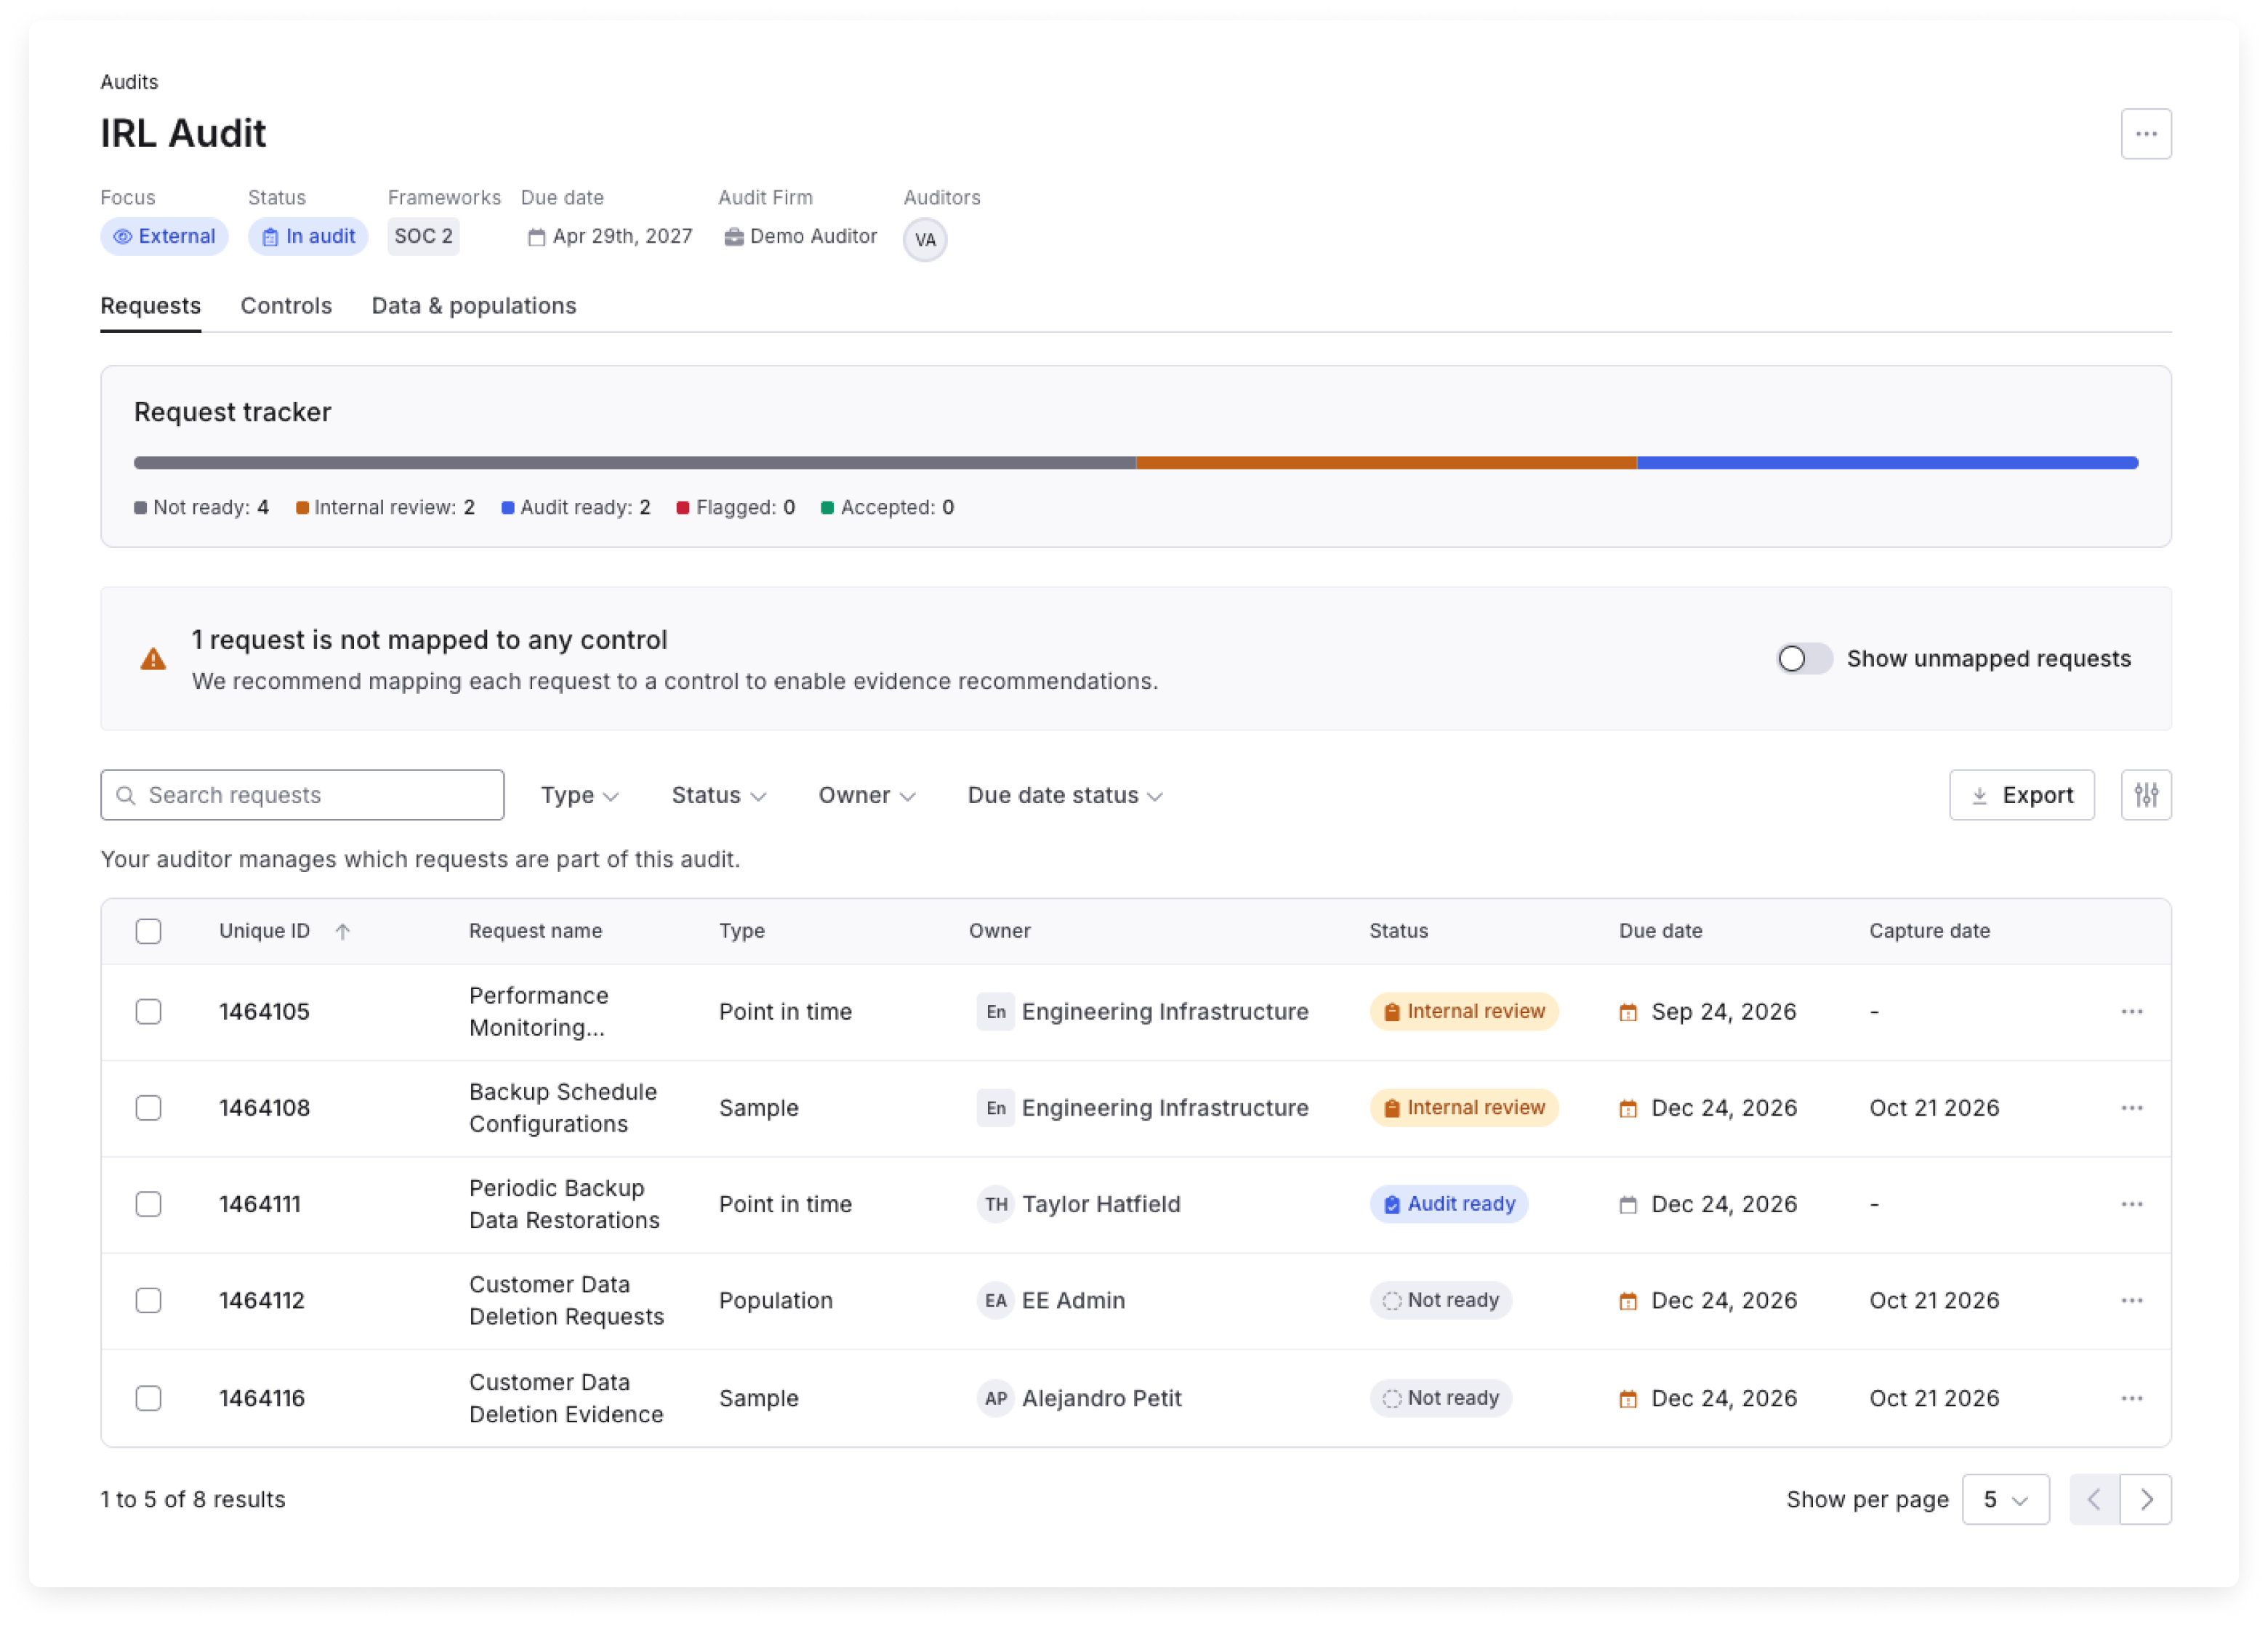 Audits
IRL Audit
Focus Status Frameworks Due date Audit Firm Auditors
External In audit SOC 2 Apr 29th, 2027 Demo Auditor VA
Requests Controls Data & populations
Request tracker
Not ready: 4 Internal review: 2 Audit ready: 2 Flagged: 0 Accepted: 0
1 request is not mapped to any control
We recommend mapping each request to a control to enable evidence recommendations.
Show unmapped requests
Search requests Type Status Owner Due date status Export
Your auditor manages which requests are part of this audit.
Unique ID Request name Type Owner Status Due date Capture date
1464105 Performance Monitoring... Point in time En Engineering Infrastructure Internal review Sep 24, 2026 -
1464108 Backup Schedule Configurations Sample En Engineering Infrastructure Internal review Dec 24, 2026 Oct 21 2026
1464111 Periodic Backup Data Restorations Point in time TH Taylor Hatfield Audit ready Dec 24, 2026 -
1464112 Customer Data Deletion Requests Population EA EE Admin Not ready Dec 24, 2026 Oct 21 2026
1464116 Customer Data Deletion Evidence Sample AP Alejandro Petit Not ready Dec 24, 2026 Oct 21 2026
1 to 5 of 8 results Show per page 5